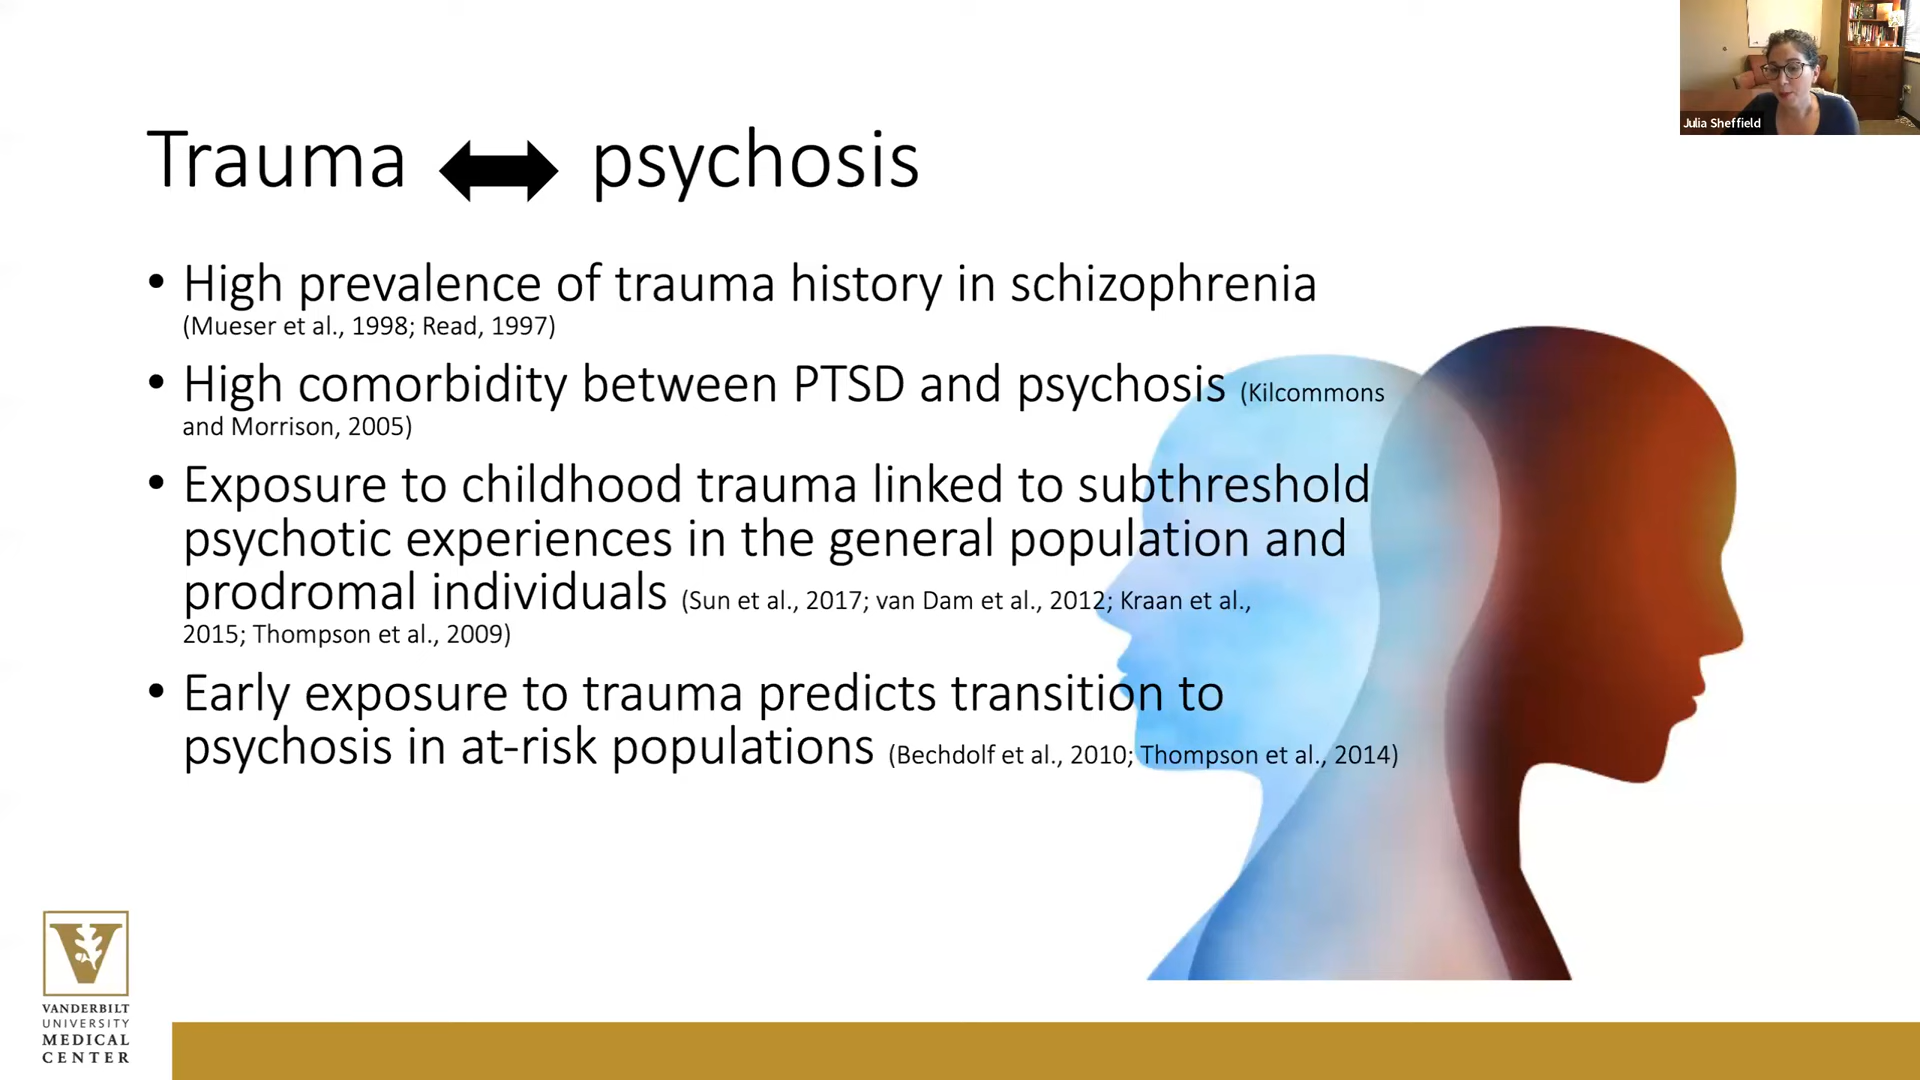 Julia Sheffield
Trauma psychosis
• High prevalence of trauma history in schizophrenia
(Mueser et al., 1998; Read, 1997)
• High comorbidity between PTSD and psychosis (Kilcommons
and Morrison, 2005)
• Exposure to childhood trauma linked to subthreshold
psychotic experiences in the general population and
prodromal individuals (Sun et al., 2017; van Dam et al., 2012; Kraan et al.,
2015; Thompson et al., 2009)
• Early exposure to trauma predicts transition to
psychosis in at-risk populations (Bechdolf et al., 2010; Thompson et al., 2014)
V
VANDERBILT
UNIVERSITY
MEDICAL
CENTER